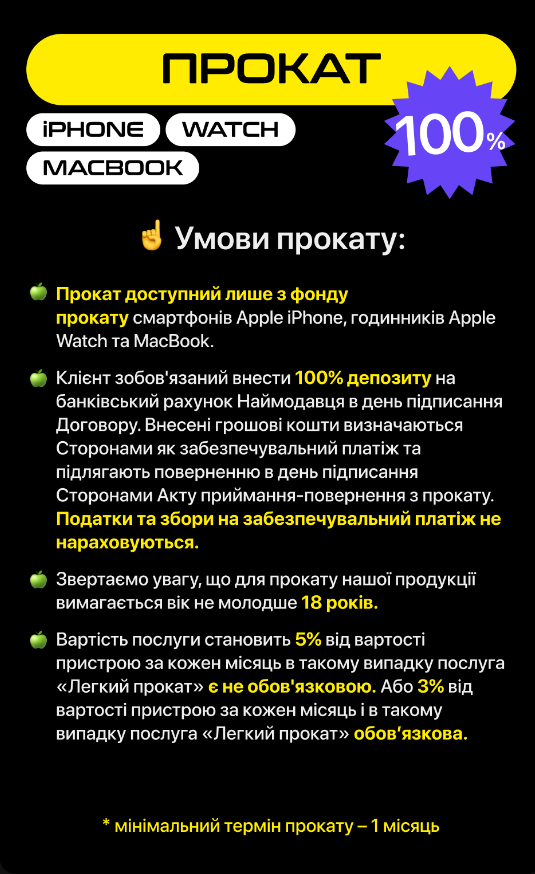 ПРОКАТ
iPHONE
WATCH
MACBOOK
100%
Умови прокату:
Прокат доступний лише з фонду
прокату смартфонів Apple iPhone, годинників Apple
Watch та MacBook.
Клієнт зобов'язаний внести 100% депозиту на
банківський рахунок Наймодавця в день підписання
Договору. Внесені грошові кошти визначаються
Сторонами як забезпечувальний платіж та
підлягають поверненню в день підписання
Сторонами Акту приймання-повернення з прокату.
Податки та збори на забезпечувальний платіж не
нараховуються.
Звертаємо увагу, що для прокату нашої продукції
вимагається вік не молодше 18 років.
Вартість послуги становить 5% від вартості
пристрою за кожен місяць в такому випадку послуга
«Легкий прокат» є не обов'язковою. Або 3% від
вартості пристрою за кожен місяць і в такому
випадку послуга «Легкий прокат» обов’язкова.
* мінімальний термін прокату – 1 місяць